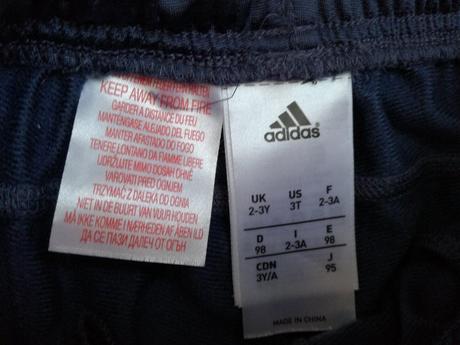 KEEP AWAY FROM FIRE
GARDER A DISTANCE DU FEU
MANTENGASE ALEJADO DEL FUEGO
MANTER AFASTADO DO FOGO
TENERE LONTANO DA FIAMME LIBERE
UDRŽUJTE MIMO DOSAH OHNĚ
VAROVATI PRED OGNJEM
TRZYMAĆ Z DALEKA OD OGNIA
NIET IN DE BUURT VAN VUUR HOUDEN
MÅ IKKE KOMME I NÆRHEDEN AF ÅBEN ILD
ДА СЕ ПАЗИ ДАЛЕЧ ОТ ОГЪН
adidas
UK US F
2-3Y 3T 2-3A
D I E
98 2-3A 98
CDN J
3Y/A 95
MADE IN CHINA